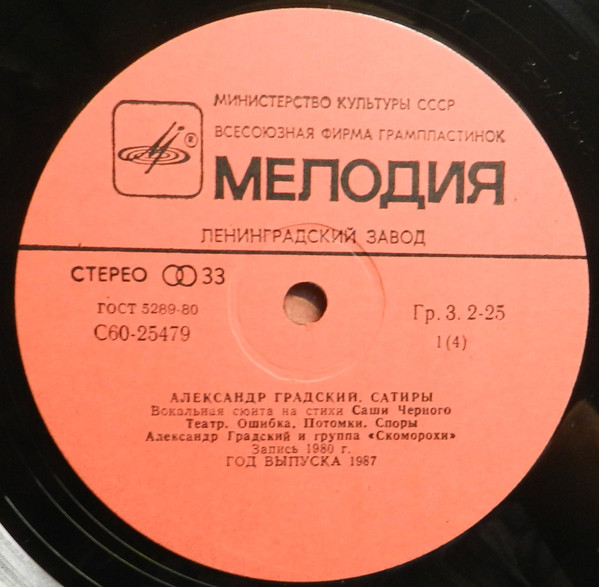 МИНИСТЕРСТВО КУЛЬТУРЫ СССР
ВСЕСОЮЗНАЯ ФИРМА ГРАМПЛАСТИНОК
®
МЕЛОДИЯ
ЛЕНИНГРАДСКИЙ ЗАВОД
СТЕРЕО 33
ГОСТ 5289-80
С60-25479
Гр. 3. 2-25
1(4)
АЛЕКСАНДР ГРАДСКИЙ, САТИРЫ
Вокальная сюита на стихи Саши Черного
Театр. Ошибка, Потомки. Споры
Александр Градский и группа «Скоморохи»
Запись 1980 г.
ГОД ВЫПУСКА 1987